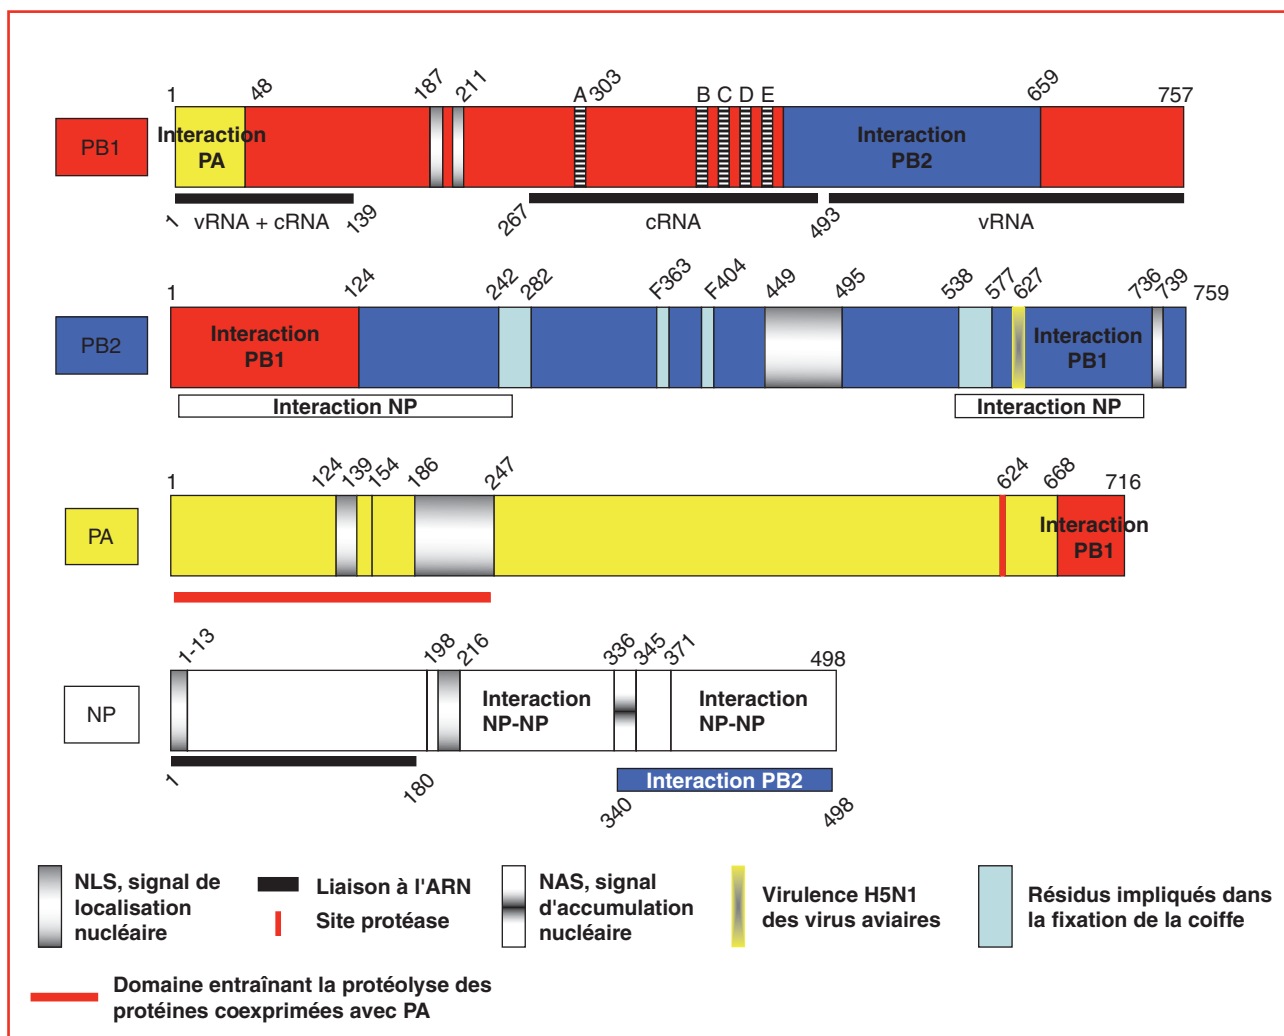 1 48 187 211 A 303 B C D E 659 757
PB1
Interaction
PA
Interaction
PB2
1 vRNA + cRNA 139 267 cRNA 493 vRNA
1 124 242 282 F363 F404 449 495 538 577 627 736 739 759
PB2
Interaction
PB1
Interaction
PB1
Interaction NP
Interaction NP
1 124 139 154 186 247 624 668 716
PA
Interaction
PB1
1-13 198 216 336 345 371 498
NP
Interaction
NP-NP
Interaction
NP-NP
1 180
Interaction PB2
340 498
NLS, signal de
localisation
nucléaire
Liaison à l'ARN
Site protéase
NAS, signal
d'accumulation
nucléaire
Virulence H5N1
des virus aviaires
Résidus impliqués dans
la fixation de la coiffe
Domaine entraînant la protéolyse des
protéines coexprimées avec PA